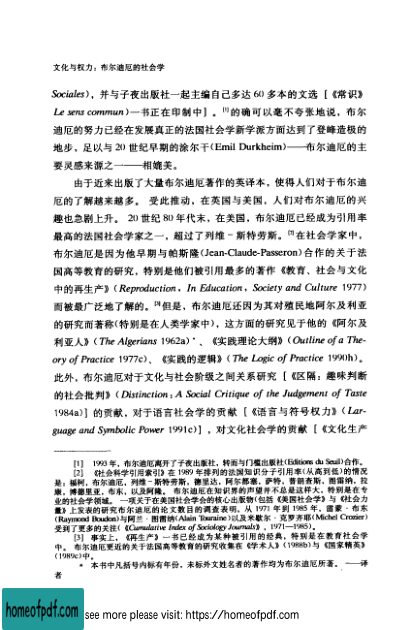 文化与权力：布尔迪厄的社会学
Sociales)，并与子夜出版社一起主编自己多达 60 多本的文选［《常识》
Le sens commun)一书正在印制中］。[1]的确可以毫不夸张地说，布尔
迪厄的努力已经在发展真正的法国社会学新学派方面达到了登峰造极的
地步，足以与 20 世纪早期的涂尔干(Emil Durkheim)——布尔迪厄的主
要灵感来源之一——相媲美。
由于近来出版了大量布尔迪厄著作的英译本，使得人们对于布尔迪
厄的了解越来越多。 受此推动，在英国与美国，人们对布尔迪厄的兴
趣也急剧上升。 20 世纪 80 年代末，在美国，布尔迪厄已经成为引用率
最高的法国社会学家之一，超过了列维－斯特劳斯。[2]在社会学家中，
布尔迪厄是因为他早期与帕斯隆(Jean-Claude-Passeron)合作的关于法
国高等教育的研究，特别是他们被引用最多的著作《教育、社会与文化
中的再生产》(Reproduction，In Education，Society and Culture 1977)
而被最广泛地了解的。[3]但是，布尔迪厄还因为其对殖民地阿尔及利亚
的研究而著称(特别是在人类学家中)，这方面的研究见于他的《阿尔及
利亚人》(The Algerians 1962a)*、《实践理论大纲》(Outline of a The-
ory of Practice 1977c)、《实践的逻辑》(The Logic of Practice 1990h)。
此外，布尔迪厄对于文化与社会阶级之间关系研究［《区隔：趣味判断
的社会批判》(Distinction：A Social Critique of the Judgement of Taste
1984a)］的贡献，对于语言社会学的贡献［《语言与符号权力》(Lan-
guage and Symbolic Power 1991c)］，对文化社会学的贡献［《文化生产
[1] 1993 年，布尔迪厄离开了子夜出版社，转而与门槛出版社(Editions du Seuil)合作。
[2] 《社会科学引用索引》在 1989 年排列的法国知识分子引用率(从高到低)的情况
是：福柯，布尔迪厄，列维－斯特劳斯，德里达，阿尔都塞，萨特，普朗查斯，图雷纳，拉
康，博德里亚，布东，以及阿隆。 布尔迪厄在知识界的声望并不总是这样大，特别是在专
业的社会学领域。 一项关于在美国社会学会的核心出版物(包括《美国社会学》与《社会力
量》上发表的研究布尔迪厄的论文数目的调查表明，从 1971 年到 1985 年，雷蒙·布东
(Raymond Boudon)与阿兰·图雷纳(Alain Touraine)以及米歇尔·克罗齐耶(Michel Crozier)
受到了更多的关注(《Cumulative Index of Sociology Journals》，1971—1985)。
[3] 事实上，《再生产》一书已经成为某种被引用的经典，特别是在教育社会学
中。 布尔迪厄更近的关于法国高等教育的研究收集在《学术人》(1988b)与《国家精英》
(1989c)中。
* 本书中凡括号内标有年份，未标外文姓名者的著作均为布尔迪厄所著。——译
者
homeofpdf.com
see more please visit: https://homeofpdf.com